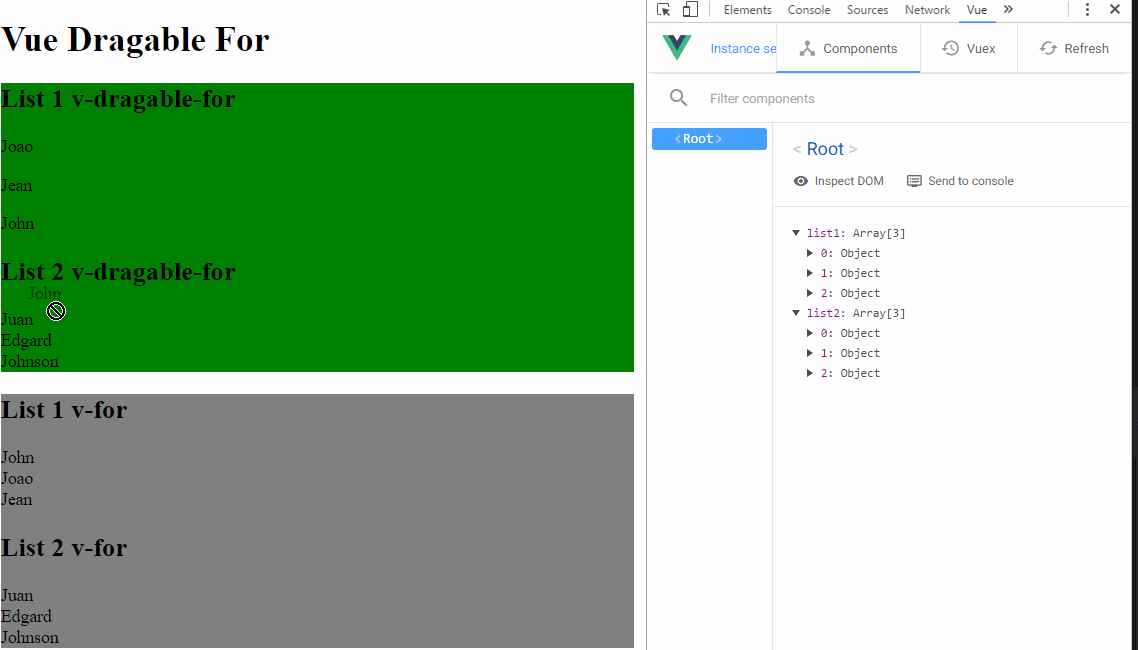 Vue Dragable For
List 1 v-dragable-for
Joao
Jean
John
List 2 v-dragable-for
John
Juan
Edgard
Johnson
List 1 v-for
John
Joao
Jean
List 2 v-for
Juan
Edgard
Johnson
Elements Console Sources Network Vue »
Instance se Components Vuex Refresh
Filter components
<Root>
< Root >
Inspect DOM Send to console
list1: Array[3]
0: Object
1: Object
2: Object
list2: Array[3]
0: Object
1: Object
2: Object